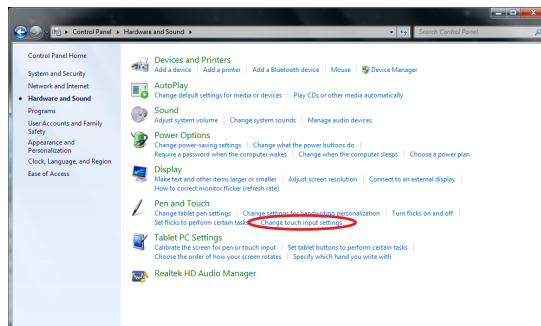 Control Panel ▸ Hardware and Sound ▸
Search Control Panel
Control Panel Home
System and Security
Network and Internet
Hardware and Sound
Programs
User Accounts and Family
Safety
Appearance and
Personalization
Clock, Language, and Region
Ease of Access
Devices and Printers
Add a device | Add a printer | Add a Bluetooth device | Mouse | Device Manager
AutoPlay
Change default settings for media or devices | Play CDs or other media automatically
Sound
Adjust system volume | Change system sounds | Manage audio devices
Power Options
Change power-saving settings | Change what the power buttons do |
Require a password when the computer wakes | Change when the computer sleeps | Choose a power plan
Display
Make text and other items larger or smaller | Adjust screen resolution | Connect to an external display |
How to correct monitor flicker (refresh rate)
Pen and Touch
Change tablet pen settings | Change settings for handwriting personalization | Turn flicks on and off |
Set flicks to perform certain tasks | Change touch input settings
Tablet PC Settings
Calibrate the screen for pen or touch input | Set tablet buttons to perform certain tasks |
Choose the order of how your screen rotates | Specify which hand you write with
Realtek HD Audio Manager